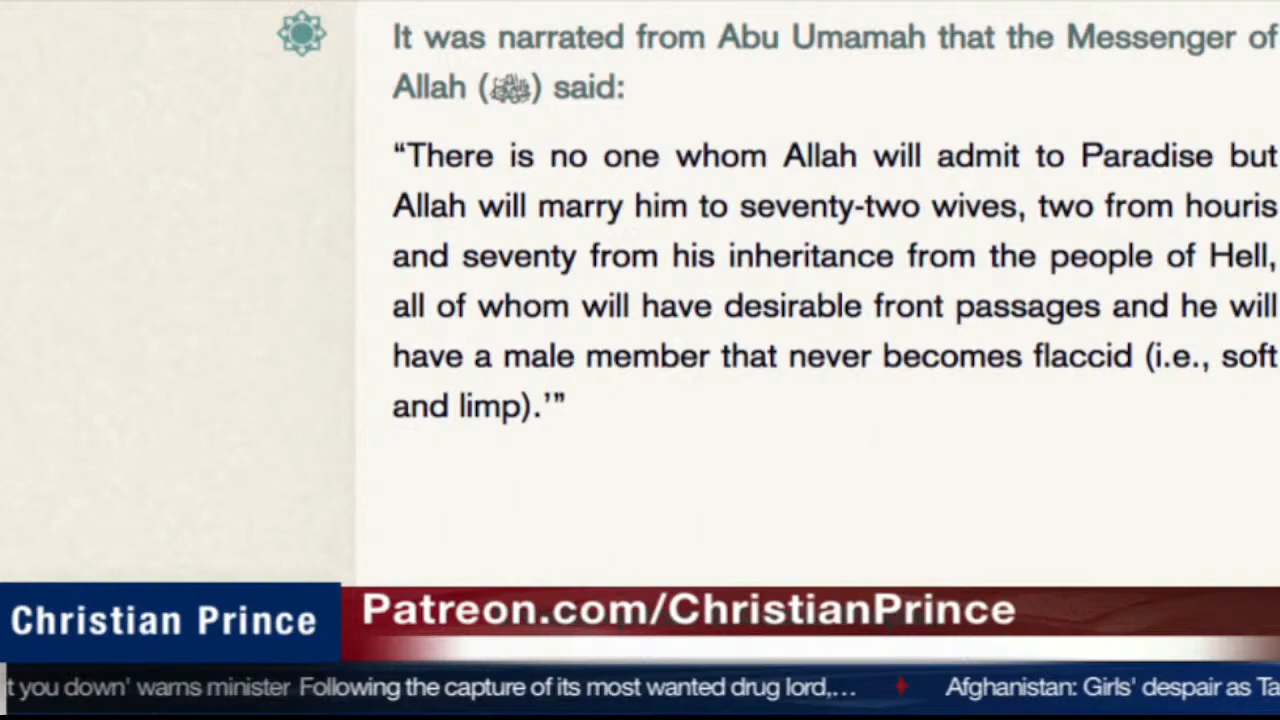 It was narrated from Abu Umamah that the Messenger of
Allah (ﷺ) said:
“There is no one whom Allah will admit to Paradise but
Allah will marry him to seventy-two wives, two from houris
and seventy from his inheritance from the people of Hell,
all of whom will have desirable front passages and he will
have a male member that never becomes flaccid (i.e., soft
and limp).’”
Christian Prince
Patreon.com/ChristianPrince
t you down' warns minister Following the capture of its most wanted drug lord,... Afghanistan: Girls' despair as Ta